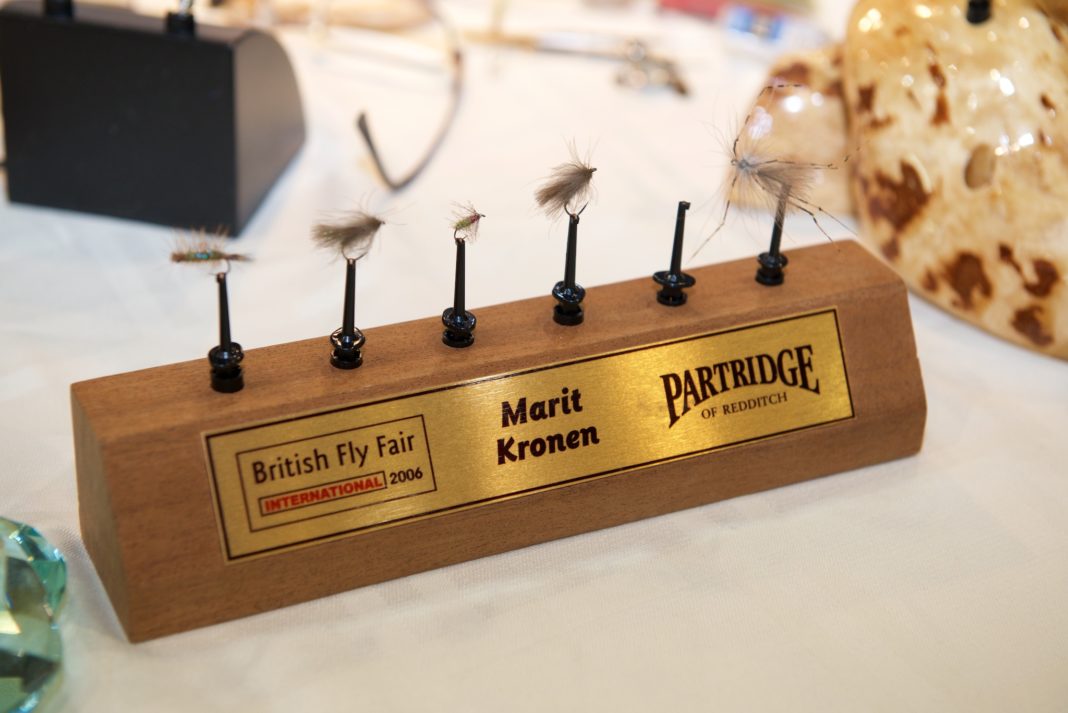 British Fly Fair
INTERNATIONAL 2006
Marit
Kronen
PARTRIDGE
OF REDDITCH